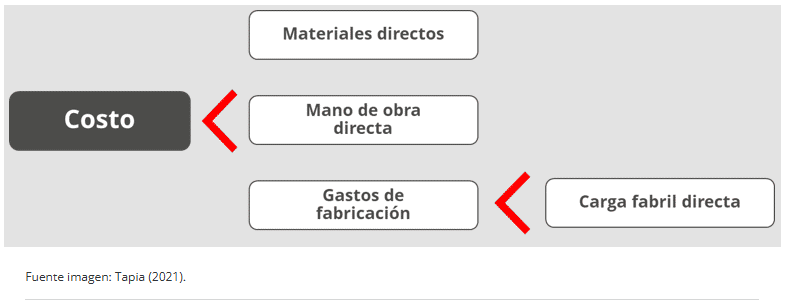 Materiales directos
Costo
Mano de obra
directa
Gastos de
fabricación
Carga fabril directa
Fuente imagen: Tapia (2021).